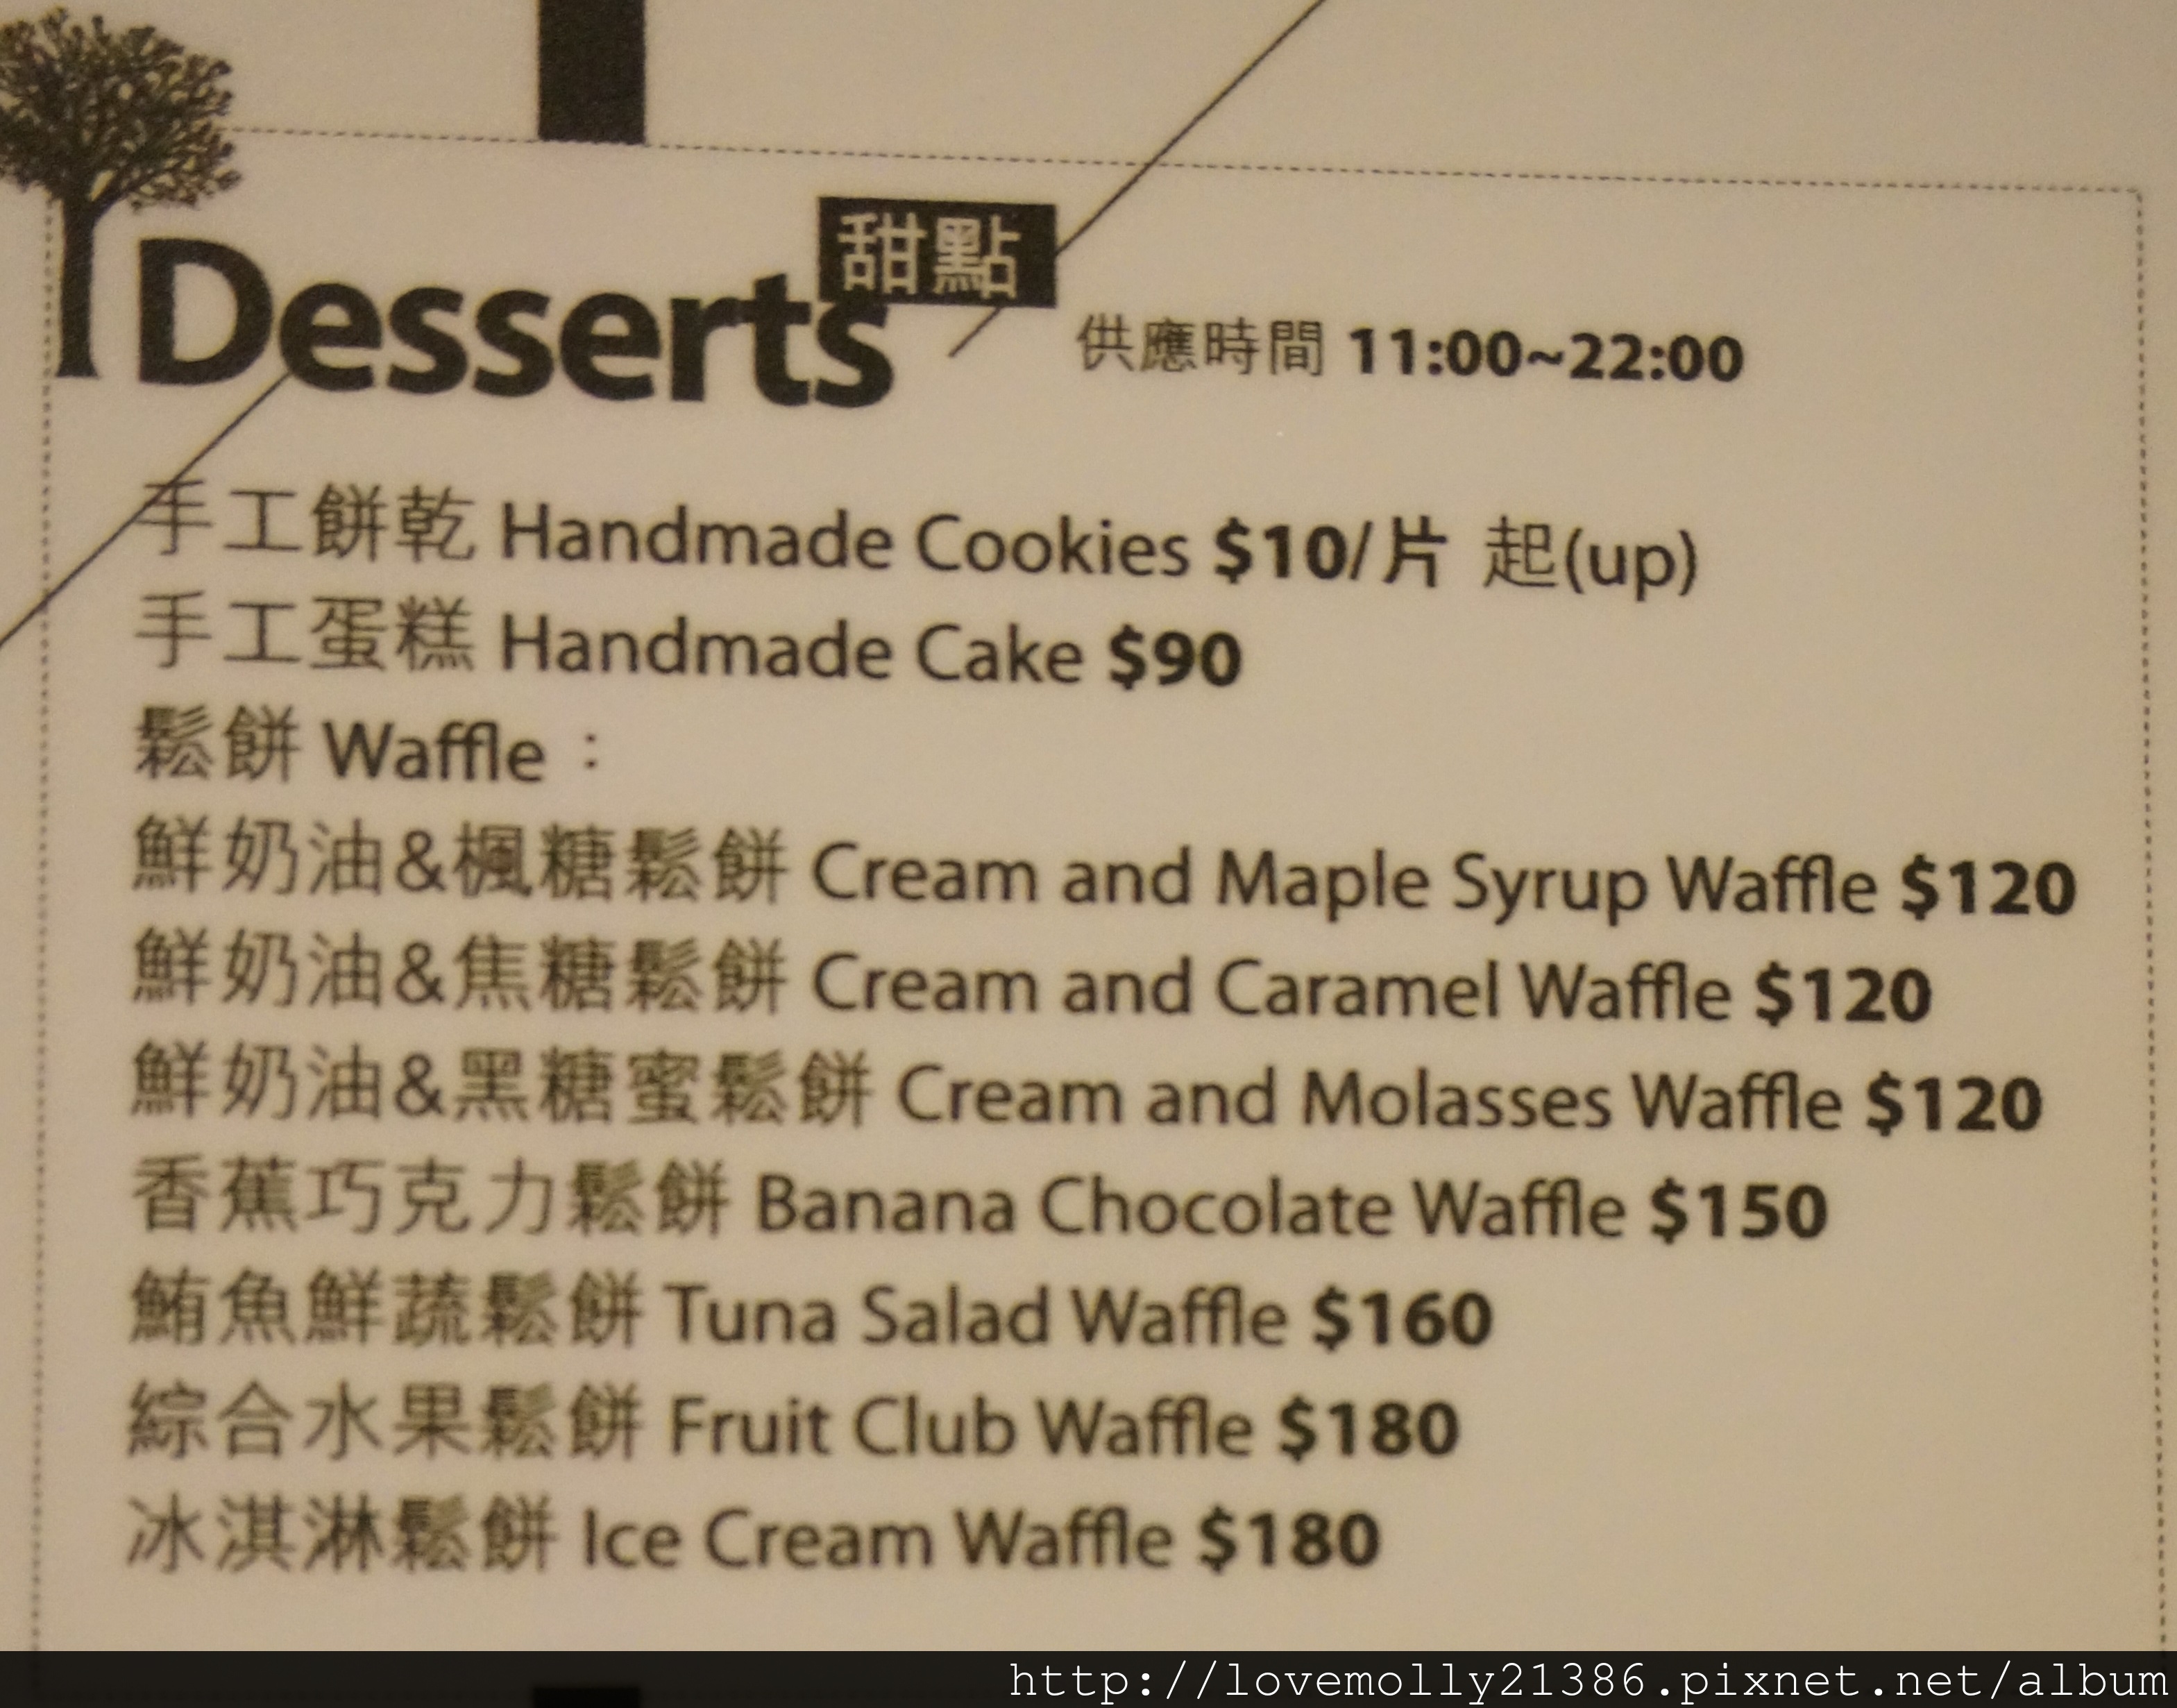 Desserts 甜點
供應時間 11:00~22:00
手工餅乾 Handmade Cookies $10/片 起(up)
手工蛋糕 Handmade Cake $90
鬆餅 Waffle：
鮮奶油&楓糖鬆餅 Cream and Maple Syrup Waffle $120
鮮奶油&焦糖鬆餅 Cream and Caramel Waffle $120
鮮奶油&黑糖蜜鬆餅 Cream and Molasses Waffle $120
香蕉巧克力鬆餅 Banana Chocolate Waffle $150
鮪魚鮮蔬鬆餅 Tuna Salad Waffle $160
綜合水果鬆餅 Fruit Club Waffle $180
冰淇淋鬆餅 Ice Cream Waffle $180
http://lovemolly21386.pixnet.net/album